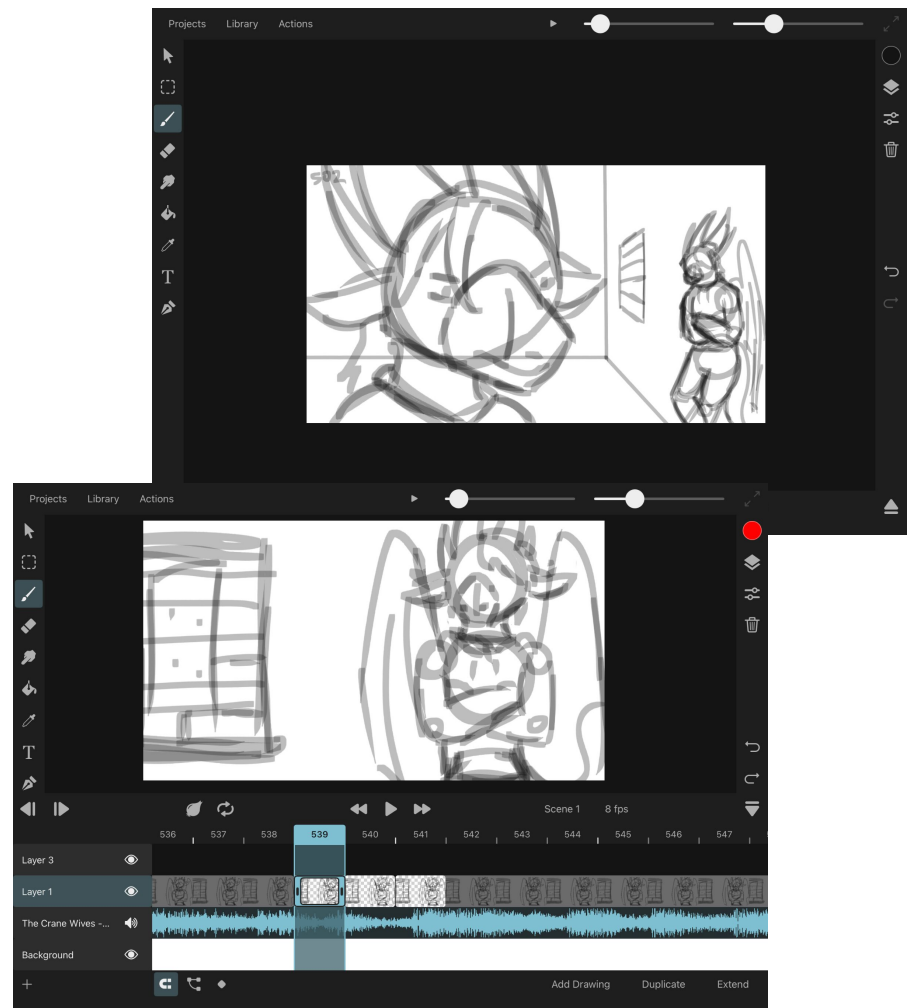 Projects Library Actions
T
502
Projects Library Actions
T
Scene 1 8 fps
536 537 538 539 540 541 542 543 544 545 546 547
Layer 3
Layer 1
The Crane Wives -...
Background
+
Add Drawing Duplicate Extend